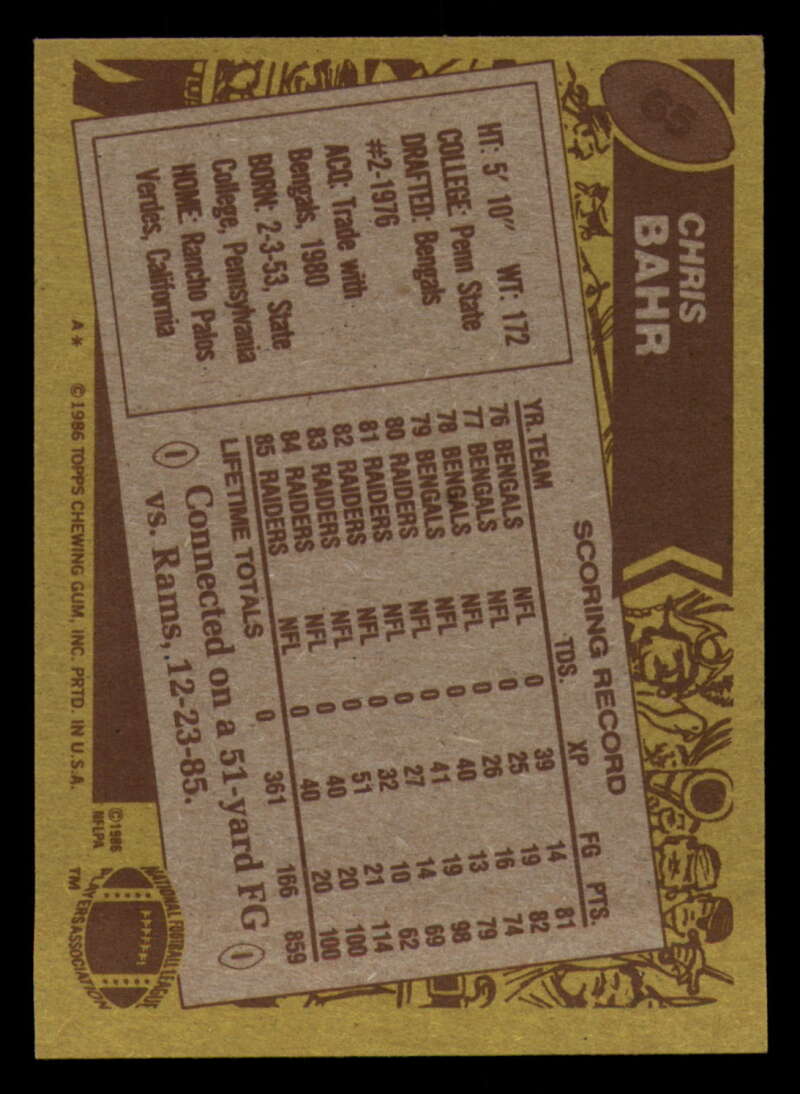 65
CHRIS
BAHR
HT: 5' 10" WT: 172
COLLEGE: Penn State
DRAFTED: Bengals
#2-1976
ACQ: Trade with
Bengals, 1980
BORN: 2-3-53, State
College, Pennsylvania
HOME: Rancho Palos
Verdes, California
SCORING RECORD
YR. TEAM TDS. XP FG PTS.
76 BENGALS NFL 0 39 14 81
77 BENGALS NFL 0 25 19 82
78 BENGALS NFL 0 26 16 74
79 BENGALS NFL 0 40 13 79
80 RAIDERS NFL 0 41 19 98
81 RAIDERS NFL 0 27 14 69
82 RAIDERS NFL 0 32 10 62
83 RAIDERS NFL 0 51 21 114
84 RAIDERS NFL 0 40 20 100
85 RAIDERS NFL 0 40 20 100
LIFETIME TOTALS 0 361 166 859
Connected on a 51-yard FG
vs. Rams, 12-23-85.
A* ©1986 TOPPS CHEWING GUM, INC. PRTD. IN U.S.A.
©1986
NFLPA
NATIONAL FOOTBALL LEAGUE
PLAYERS ASSOCIATION
TM